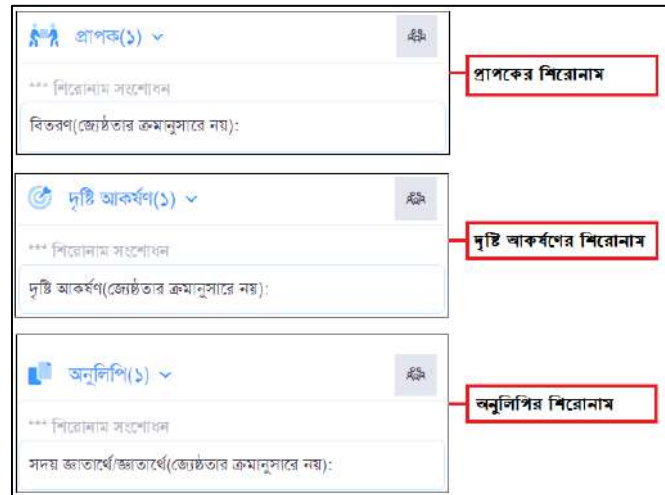 প্রাপক(১)
*** শিরোনাম সংশোধন
বিতরণ(জ্যেষ্ঠতার ক্রমানুসারে নয়):
প্রাপকের শিরোনাম
দৃষ্টি আকর্ষণ(১)
*** শিরোনাম সংশোধন
দৃষ্টি আকর্ষণ(জ্যেষ্ঠতার ক্রমানুসারে নয়):
দৃষ্টি আকর্ষণের শিরোনাম
অনুলিপি(১)
*** শিরোনাম সংশোধন
সদয় জ্ঞাতার্থে/জ্ঞাতার্থে(জ্যেষ্ঠতার ক্রমানুসারে নয়):
অনুলিপির শিরোনাম